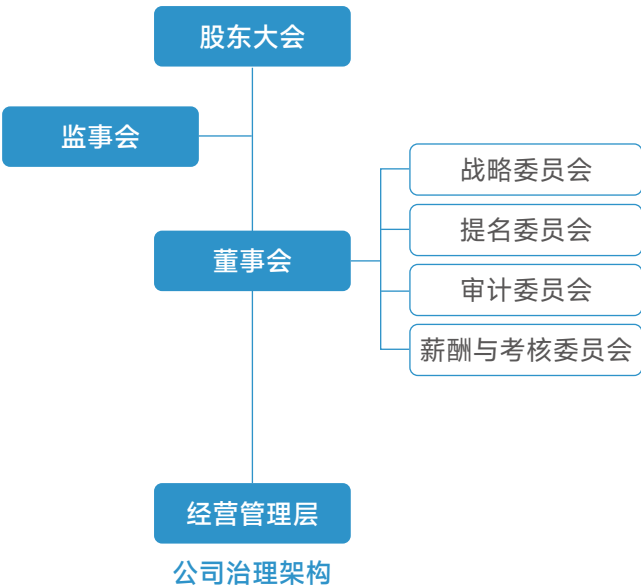 股东大会
监事会
董事会
战略委员会
提名委员会
审计委员会
薪酬与考核委员会
经营管理层
公司治理架构